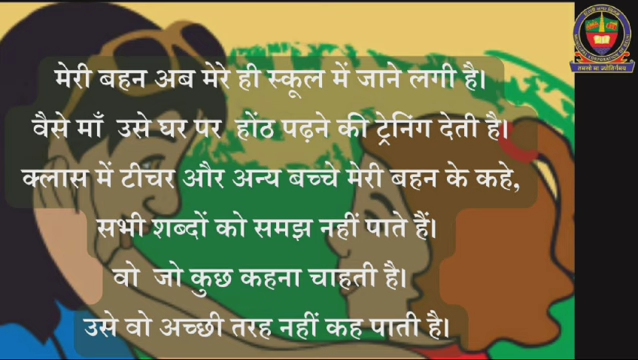 मेरी बहन अब मेरे ही स्कूल में जाने लगी है।
वैसे माँ उसे घर पर होंठ पढ़ने की ट्रेनिंग देती है।
क्लास में टीचर और अन्य बच्चे मेरी बहन के कहे,
सभी शब्दों को समझ नहीं पाते हैं।
वो जो कुछ कहना चाहती है।
उसे वो अच्छी तरह नहीं कह पाती है।